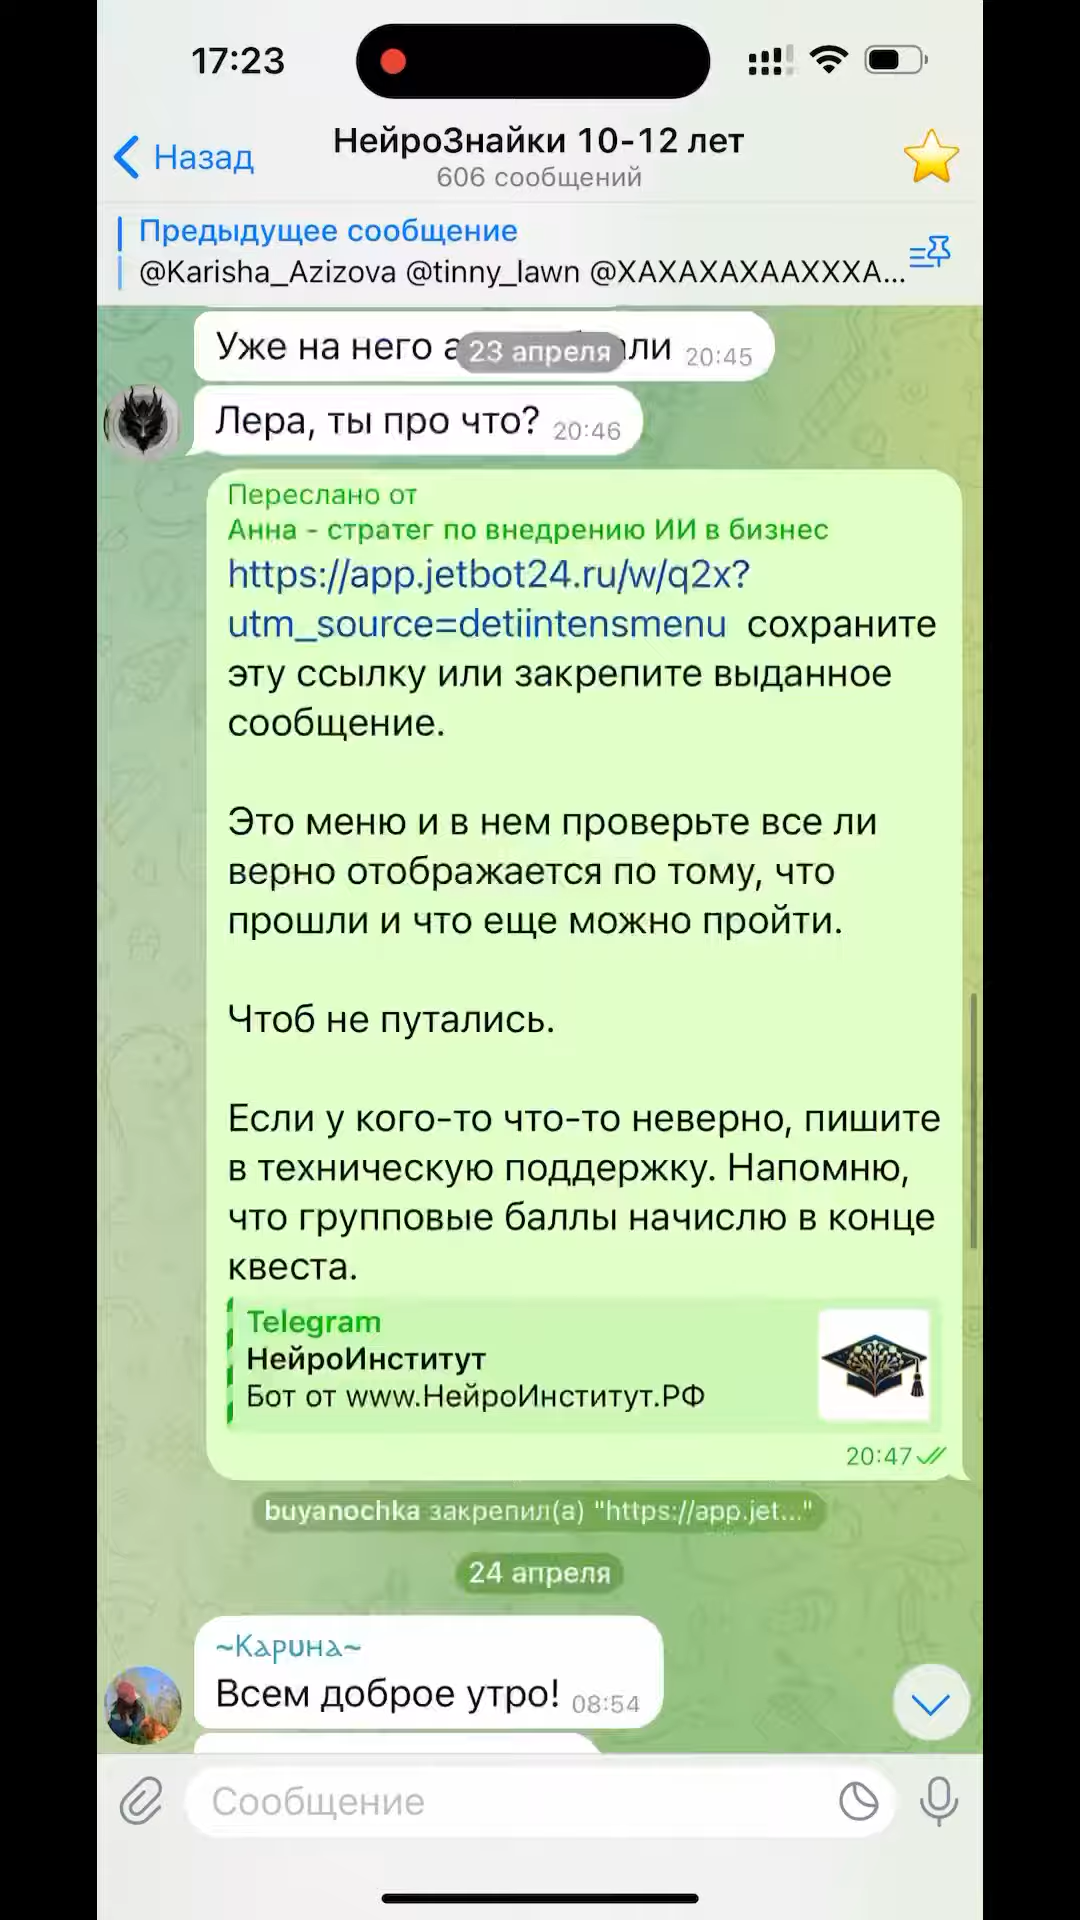 17:23
Назад
НейроЗнайки 10-12 лет
606 сообщений
Предыдущее сообщение
@Karisha_Azizova @tinny_lawn @XAXAXAXAAXXXA...
Уже на него 20:45
23 апреля
Лера, ты про что? 20:46
Переслано от
Анна - стратег по внедрению ИИ в бизнес
https://app.jetbot24.ru/w/q2x?
utm_source=detiintensmenu сохраните
эту ссылку или закрепите выданное
сообщение.
Это меню и в нем проверьте все ли
верно отображается по тому, что
прошли и что еще можно пройти.
Чтоб не путались.
Если у кого-то что-то неверно, пишите
в техническую поддержку. Напомню,
что групповые баллы начислю в конце
квеста.
Telegram
НейроИнститут
Бот от www.НейроИнститут.РФ
20:47
buyanochka закрепил(а) "https://app.jet..."
24 апреля
~Карина~
Всем доброе утро! 08:54
Сообщение